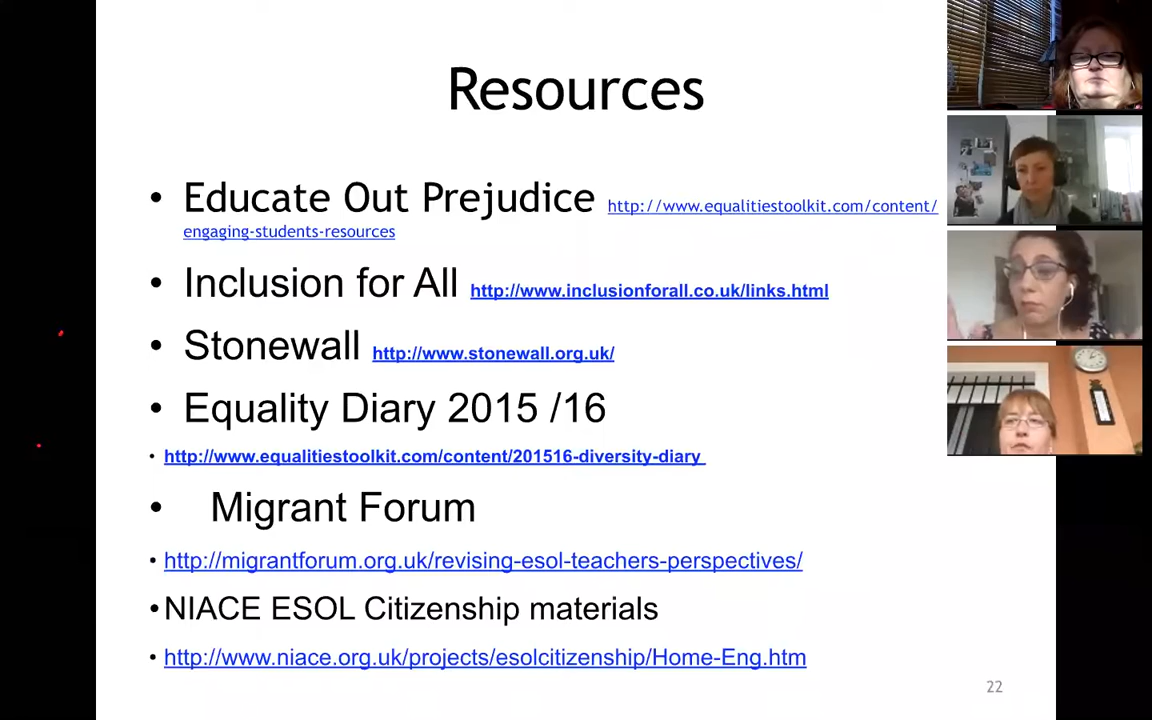 Resources
• Educate Out Prejudice http://www.equalitiestoolkit.com/content/
engaging-students-resources
• Inclusion for All http://www.inclusionforall.co.uk/links.html
• Stonewall http://www.stonewall.org.uk/
• Equality Diary 2015 /16
• http://www.equalitiestoolkit.com/content/201516-diversity-diary
• Migrant Forum
• http://migrantforum.org.uk/revising-esol-teachers-perspectives/
• NIACE ESOL Citizenship materials
• http://www.niace.org.uk/projects/esolcitizenship/Home-Eng.htm
22